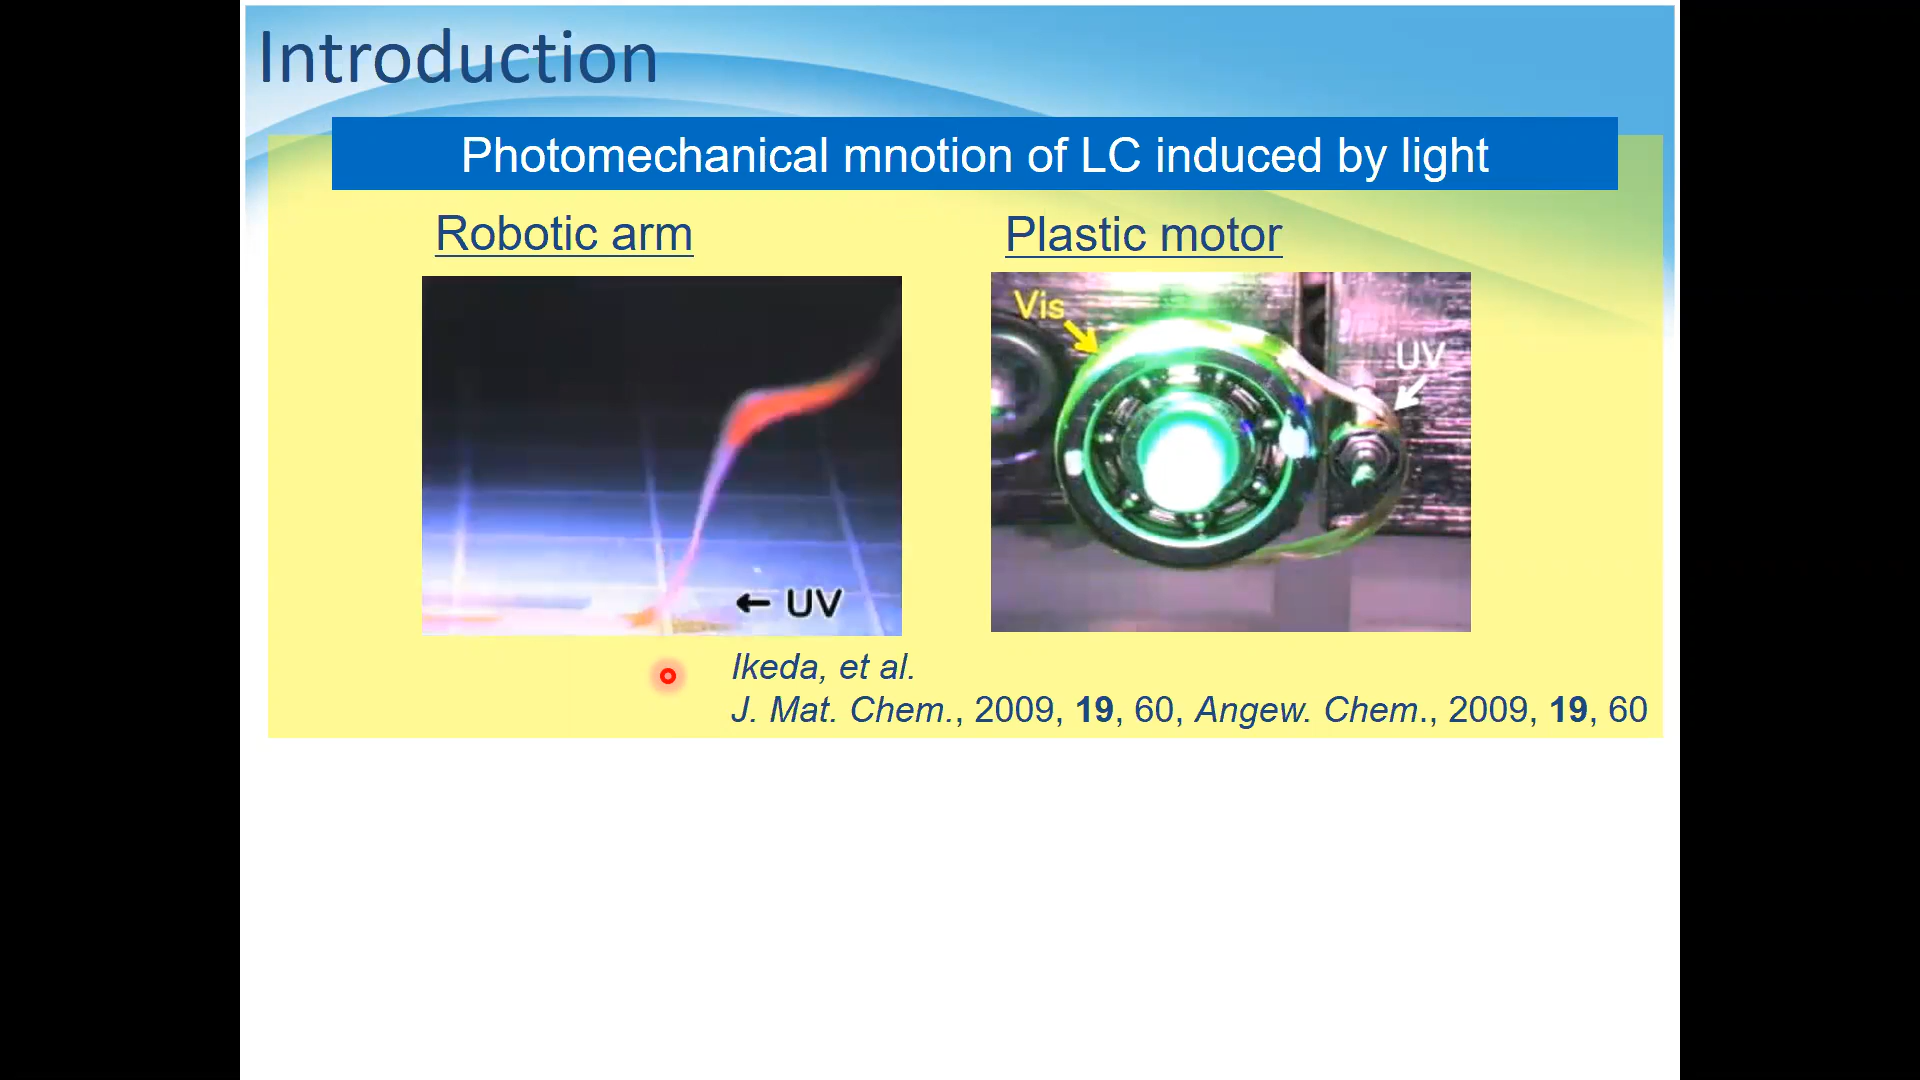 Introduction
Photomechanical mnotion of LC induced by light
Robotic arm
Plastic motor
Vis
UV
← UV
Ikeda, et al.
J. Mat. Chem., 2009, 19, 60, Angew. Chem., 2009, 19, 60